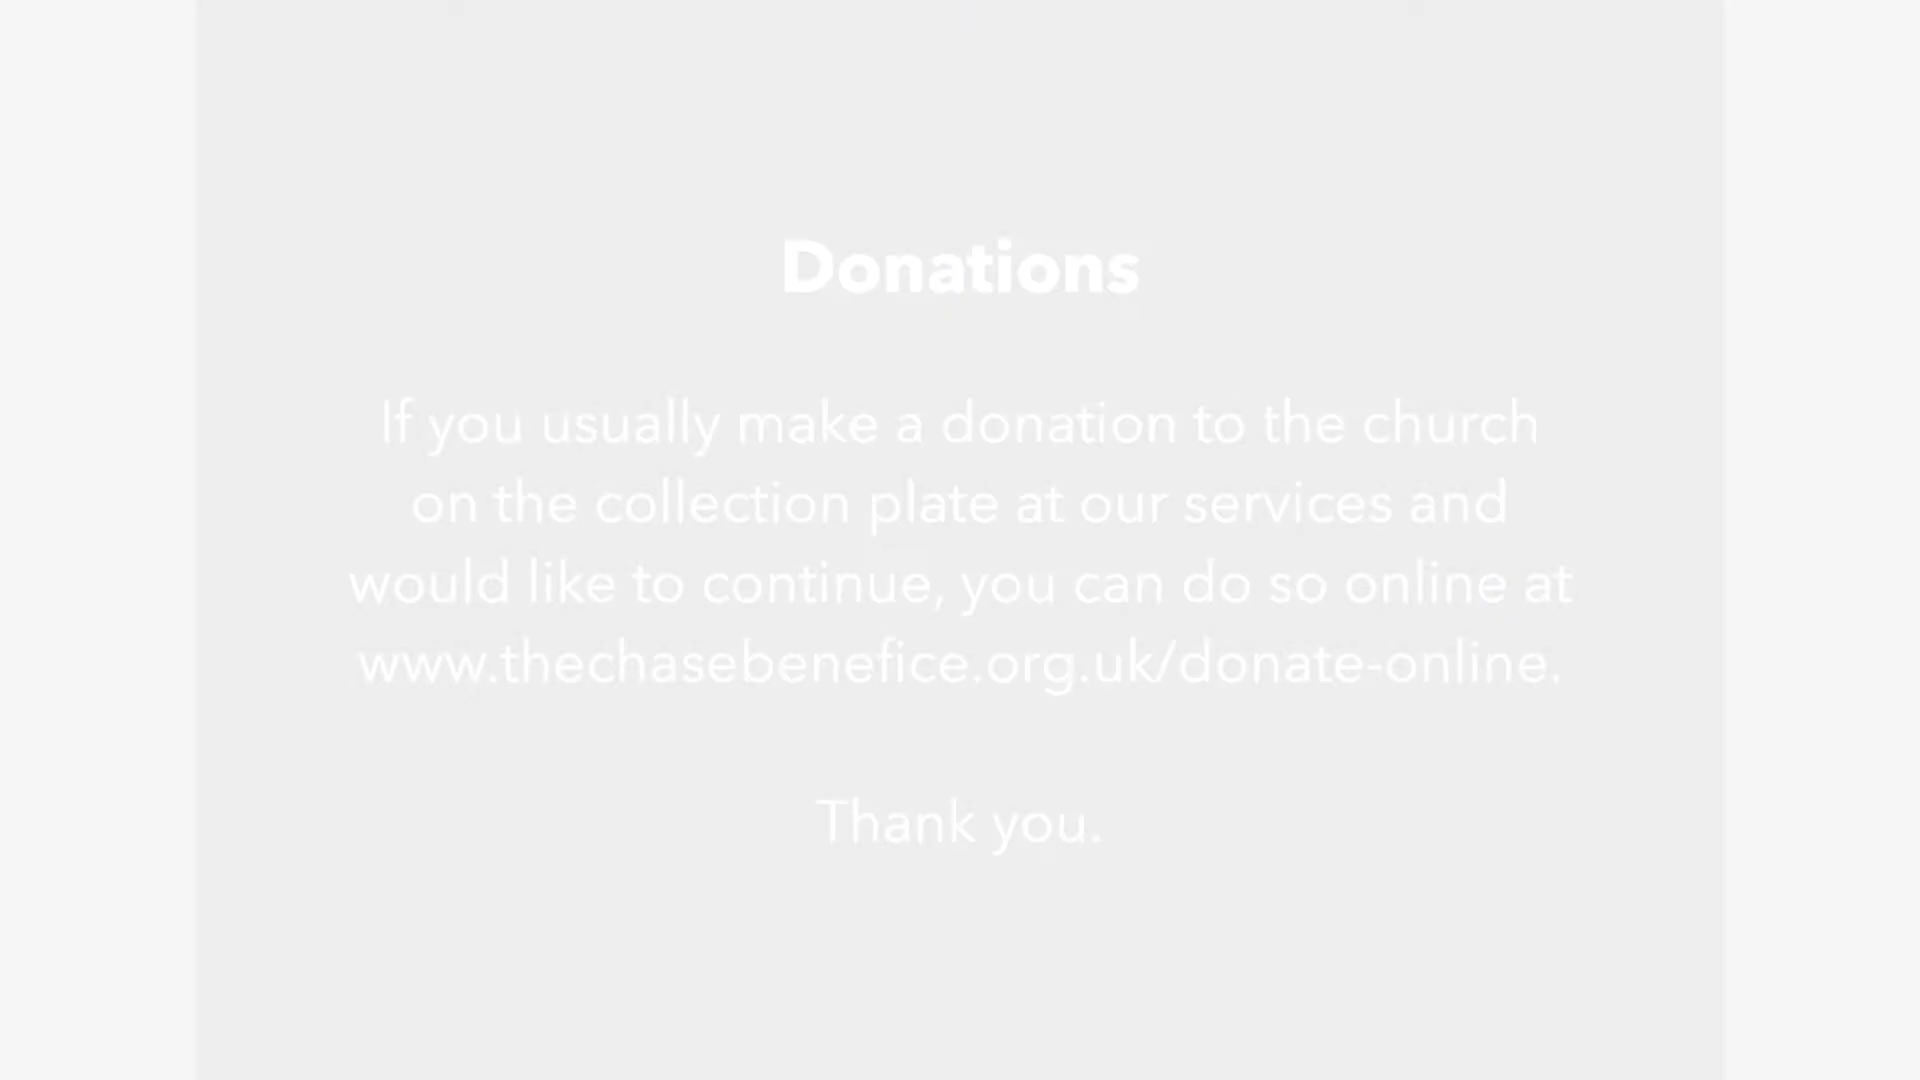 Donations
If you usually make a donation to the church
on the collection plate at our services and
would like to continue, you can do so online at
www.thechasebenefice.org.uk/donate-online.
Thank you.